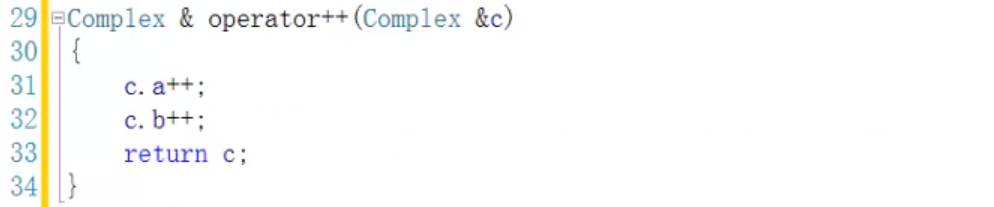 29 Complex & operator++(Complex &c)
30 {
31     c.a++;
32     c.b++;
33     return c;
34 }